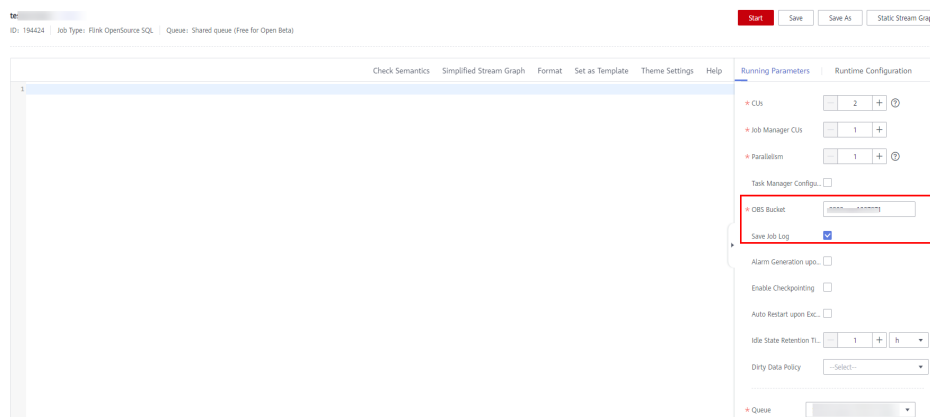 te
Start Save Save As Static Stream Grap
ID: 194424 Job Type: Flink OpenSource SQL Queue: Shared queue (Free for Open Beta)
Check Semantics Simplified Stream Graph Format Set as Template Theme Settings Help
Running Parameters Runtime Configuration
1
* CUs 2
* Job Manager CUs 1
* Parallelism 1
Task Manager Configu...
* OBS Bucket
Save Job Log
Alarm Generation upo...
Enable Checkpointing
Auto Restart upon Exc...
Idle State Retention Ti... 1 h
Dirty Data Policy --Select--
* Queue